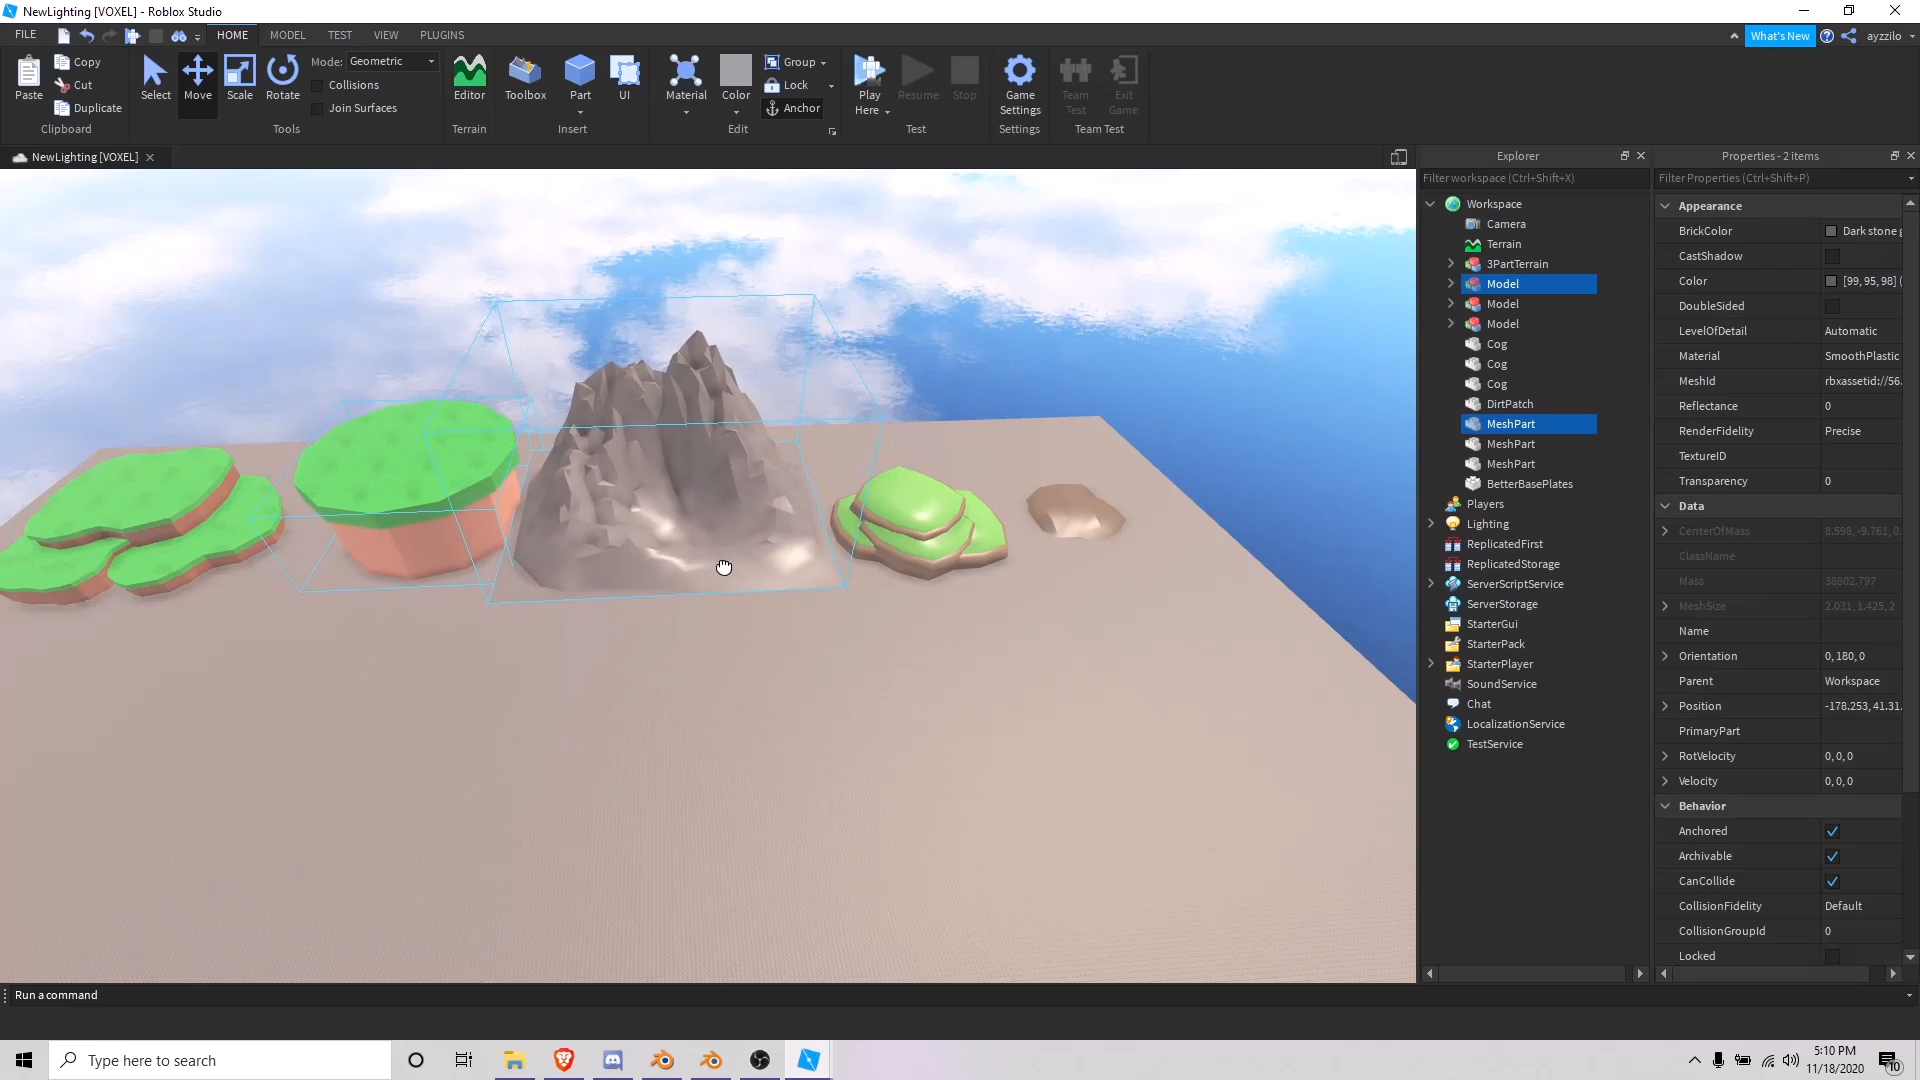 NewLighting [VOXEL] - Roblox Studio
FILE HOME MODEL TEST VIEW PLUGINS What's New ayzzilo
Paste Copy Cut Duplicate Clipboard
Select Move Scale Rotate Mode: Geometric Collisions Join Surfaces Tools
Editor Terrain
Toolbox Part UI Insert
Material Color Group Lock Anchor Edit
Play Here Resume Stop Test
Game Settings Settings
Team Test Exit Game Team Test
NewLighting [VOXEL]
Explorer
Filter workspace (Ctrl+Shift+X)
Workspace
Camera
Terrain
3PartTerrain
Model
Model
Model
Cog
Cog
Cog
DirtPatch
MeshPart
MeshPart
MeshPart
BetterBasePlates
Players
Lighting
ReplicatedFirst
ReplicatedStorage
ServerScriptService
ServerStorage
StarterGui
StarterPack
StarterPlayer
SoundService
Chat
LocalizationService
TestService
Properties - 2 items
Filter Properties (Ctrl+Shift+P)
Appearance
BrickColor Dark stone g
CastShadow
Color [99, 95, 98] (
DoubleSided
LevelOfDetail Automatic
Material SmoothPlastic
MeshId rbxassetid://56.
Reflectance 0
RenderFidelity Precise
TextureID
Transparency 0
Data
CenterOfMass 8.598, -9.761, 0.
ClassName
Mass 38802.797
MeshSize 2.031, 1.425, 2
Name
Orientation 0, 180, 0
Parent Workspace
Position -178.253, 41.31.
PrimaryPart
RotVelocity 0, 0, 0
Velocity 0, 0, 0
Behavior
Anchored
Archivable
CanCollide
CollisionFidelity Default
CollisionGroupId 0
Locked
Run a command
Type here to search
5:10 PM
11/18/2020
10